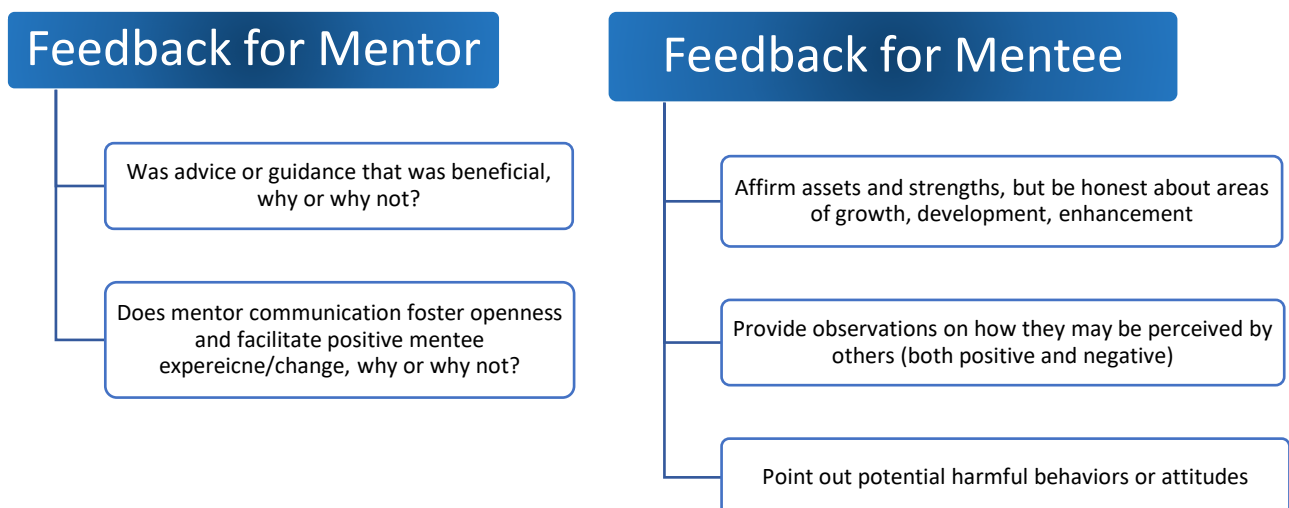 Feedback for Mentor
Was advice or guidance that was beneficial,
why or why not?
Does mentor communication foster openness
and facilitate positive mentee
expereicne/change, why or why not?
Feedback for Mentee
Affirm assets and strengths, but be honest about areas
of growth, development, enhancement
Provide observations on how they may be perceived by
others (both positive and negative)
Point out potential harmful behaviors or attitudes